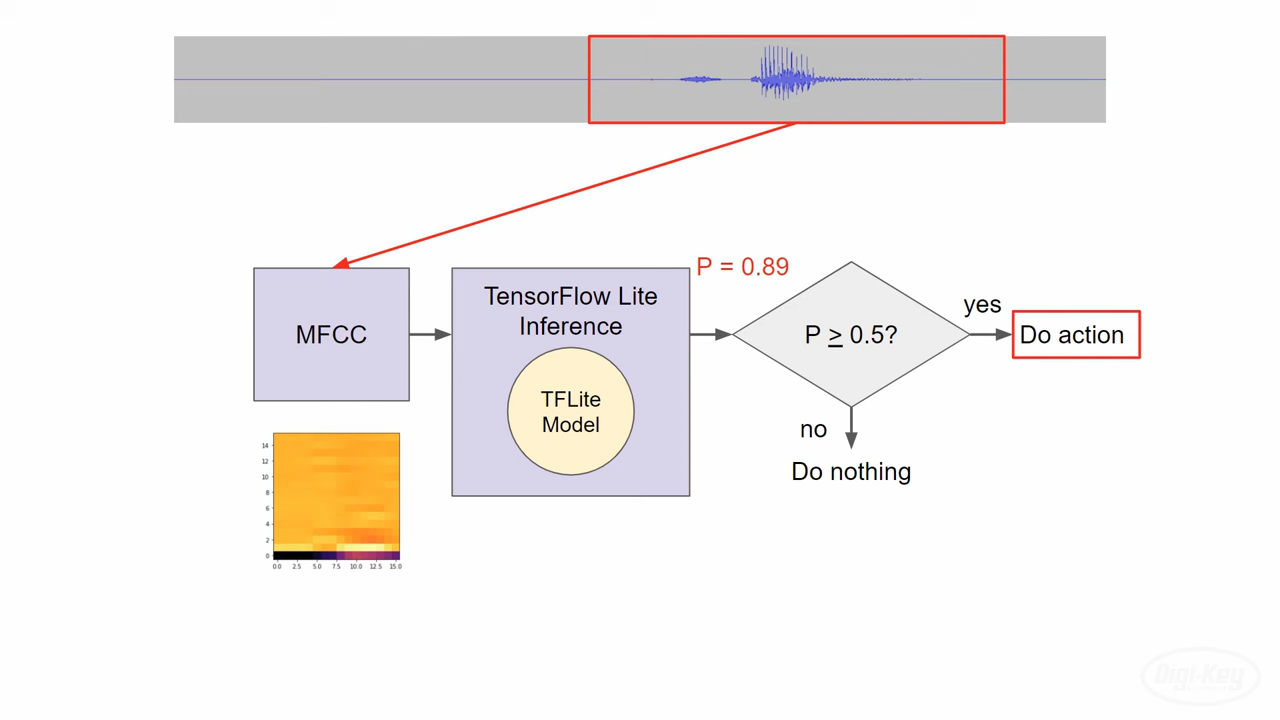 P = 0.89
MFCC
TensorFlow Lite
Inference
TFLite
Model
P ≥ 0.5?
yes
Do action
no
Do nothing
14
12
10
8
6
4
2
0
0.0 2.5 5.0 7.5 10.0 12.5 15.0
Digi-Key